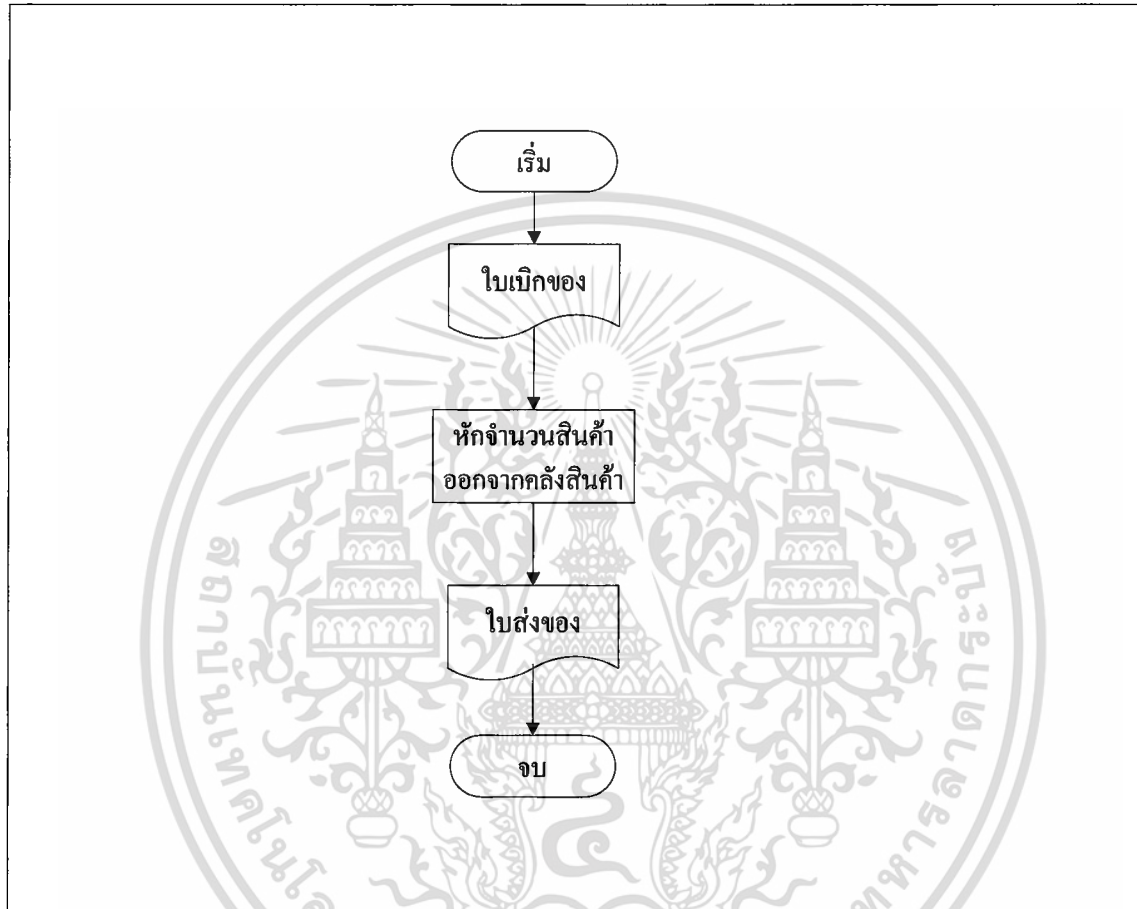 เริ่ม
ใบเบิกของ
หักจำนวนสินค้า
ออกจากคลังสินค้า
ใบส่งของ
จบ